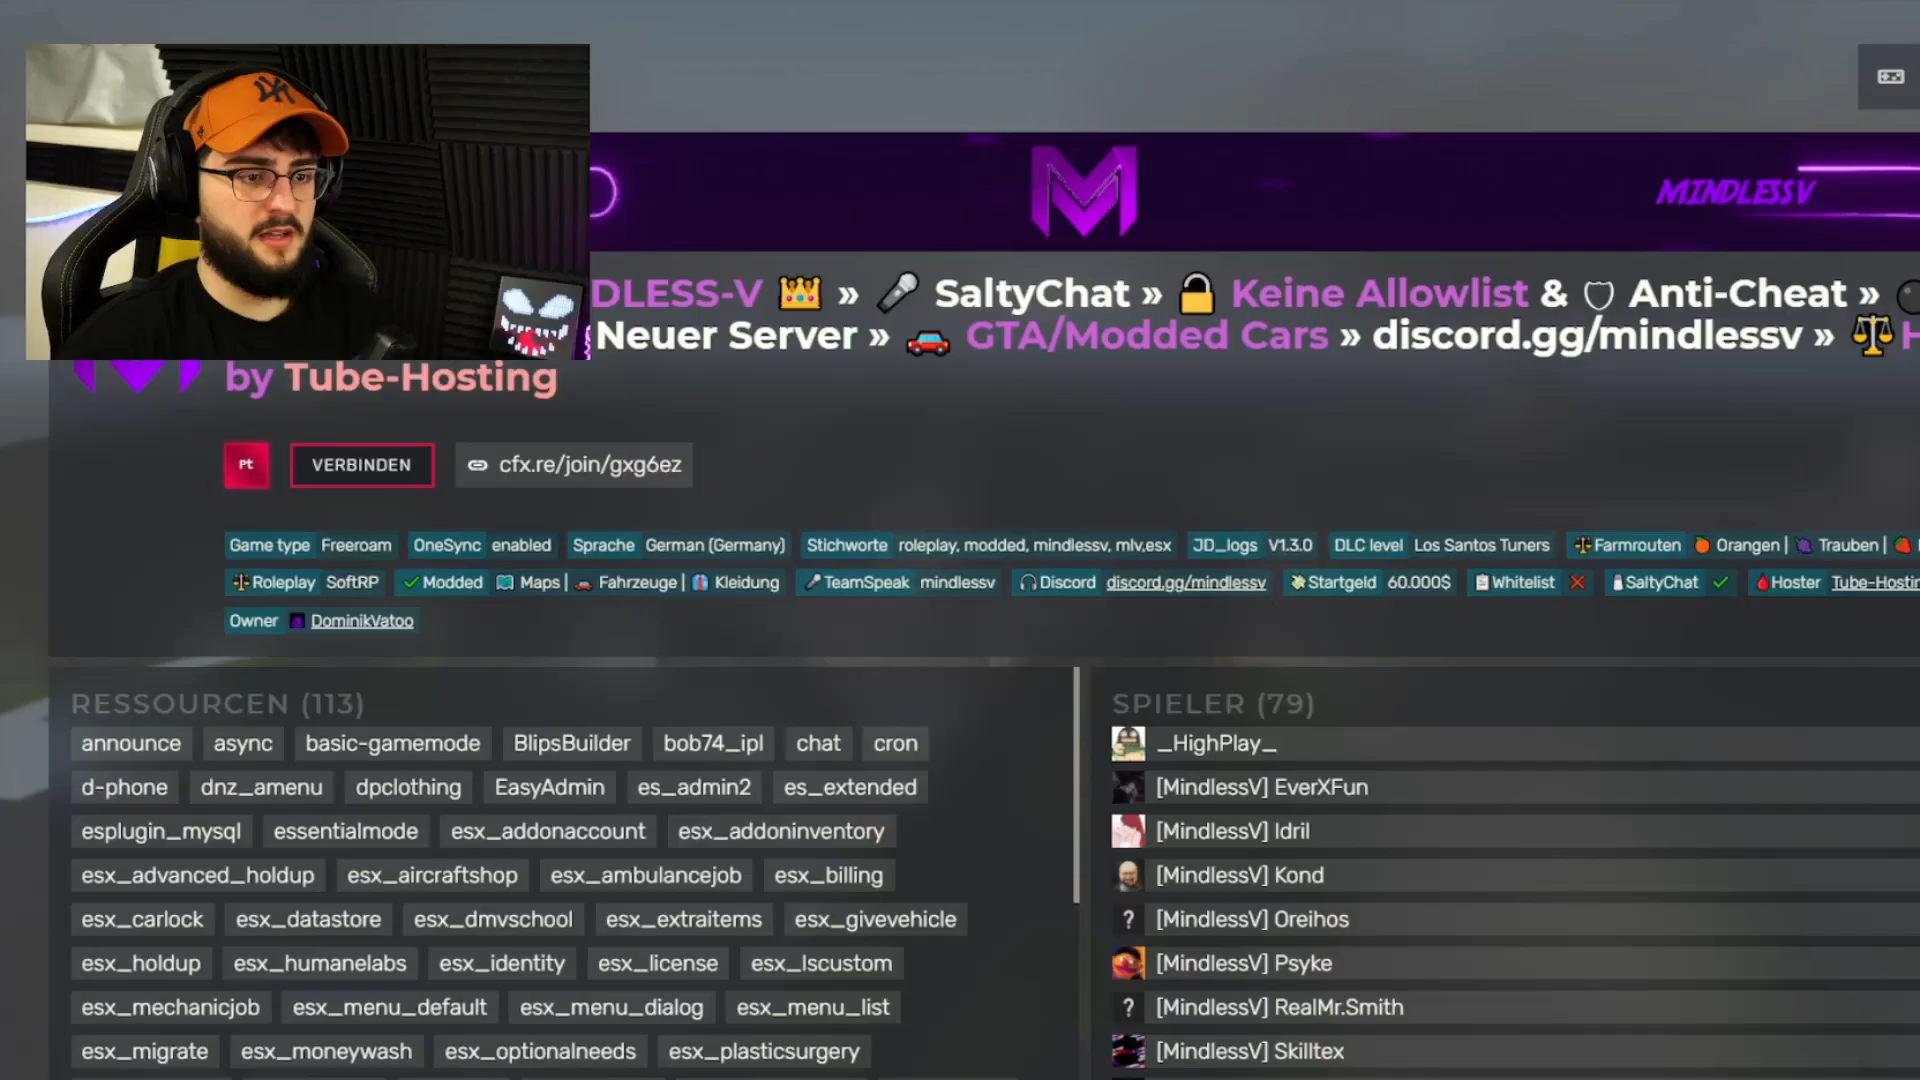 MINDLESSV
DLESS-V 👑 » 🎤 SaltyChat » 🔓 Keine Allowlist & 🛡 Anti-Cheat »
Neuer Server » 🚗 GTA/Modded Cars » discord.gg/mindlessv » ⚖ H
by Tube-Hosting
Pt VERBINDEN cfx.re/join/gxg6ez
Game type Freeroam OneSync enabled Sprache German (Germany) Stichworte roleplay, modded, mindlessv, mlv,esx JD_logs V1.3.0 DLC level Los Santos Tuners ⚖Farmrouten 🍊 Orangen | 🍇 Trauben | 🍓
⚖Roleplay SoftRP ✓Modded 🗺 Maps | 🚗 Fahrzeuge | 👔 Kleidung 🎤TeamSpeak mindlessv 🎧Discord discord.gg/mindlessv 💸Startgeld 60.000$ 📋Whitelist ❌ 🧂SaltyChat ✓ 🩸Hoster Tube-Hostin
Owner DominikVatoo
RESSOURCEN (113)
announce async basic-gamemode BlipsBuilder bob74_ipl chat cron
d-phone dnz_amenu dpclothing EasyAdmin es_admin2 es_extended
esplugin_mysql essentialmode esx_addonaccount esx_addoninventory
esx_advanced_holdup esx_aircraftshop esx_ambulancejob esx_billing
esx_carlock esx_datastore esx_dmvschool esx_extraitems esx_givevehicle
esx_holdup esx_humanelabs esx_identity esx_license esx_lscustom
esx_mechanicjob esx_menu_default esx_menu_dialog esx_menu_list
esx_migrate esx_moneywash esx_optionalneeds esx_plasticsurgery
SPIELER (79)
_HighPlay_
[MindlessV] EverXFun
[MindlessV] Idril
[MindlessV] Kond
? [MindlessV] Oreihos
[MindlessV] Psyke
? [MindlessV] RealMr.Smith
[MindlessV] Skilltex